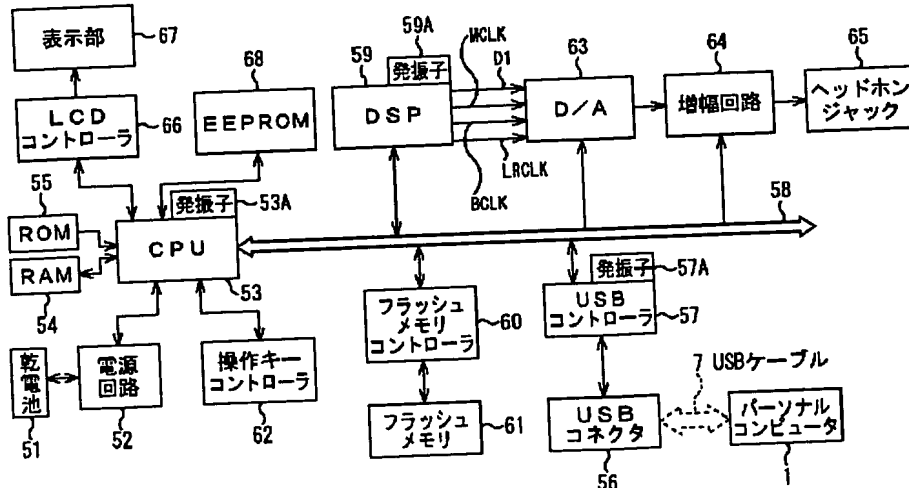 表示部
67
LCD
コントローラ
66
68
EEPROM
59
59A
発振子
DSP
MCLK
D1
BCLK
LRCLK
63
D/A
64
増幅回路
65
ヘッドホン
ジャック
55
ROM
RAM
54
発振子
53A
CPU
53
58
乾電池
51
電源
回路
52
操作キー
コントローラ
62
フラッシュ
メモリ
コントローラ
60
フラッシュ
メモリ
61
発振子
57A
USB
コントローラ
57
USB
コネクタ
56
7 USBケーブル
パーソナル
コンピュータ
1